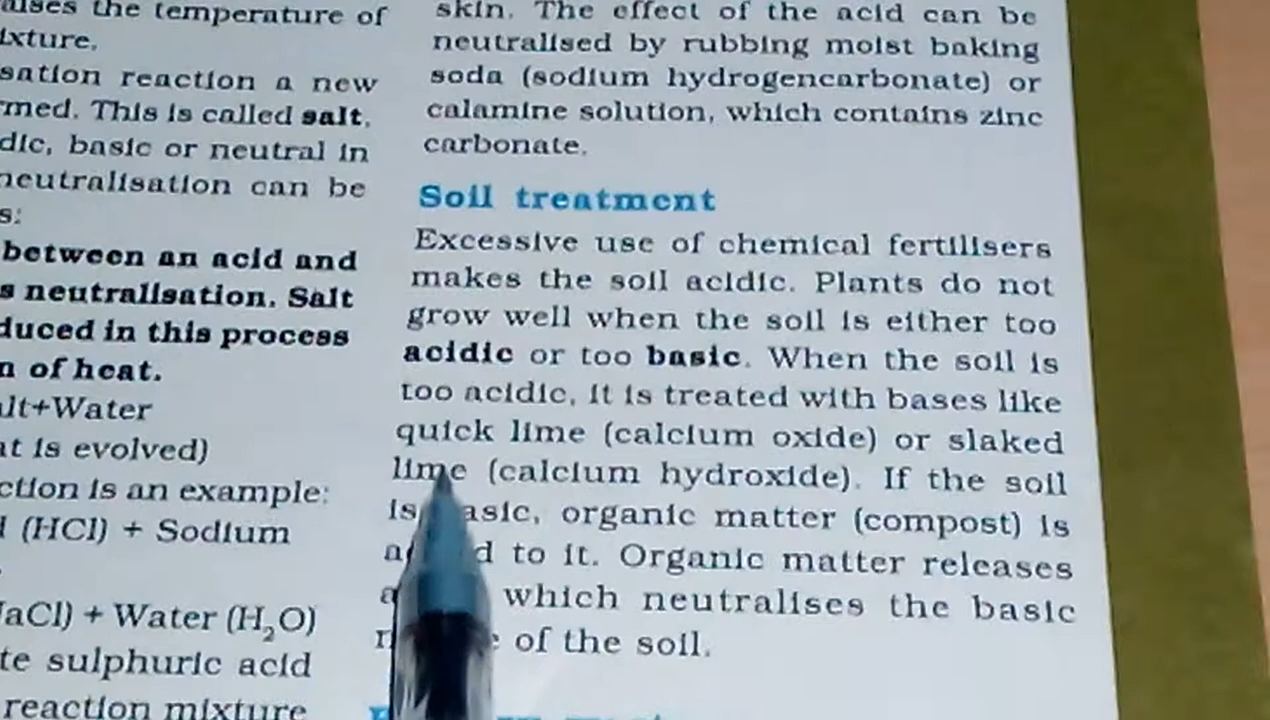 the temperature of
ixture.
sation reaction a new
rmed. This is called salt,
dic, basic or neutral in
neutralisation can be
s:
between an acid and
s neutralisation. Salt
duced in this process
n of heat.
alt+Water
at is evolved)
ction is an example:
(HCl) + Sodium
aCl) + Water (H₂O)
te sulphuric acid
reaction mixture
skin. The effect of the acid can be
neutralised by rubbing moist baking
soda (sodium hydrogencarbonate) or
calamine solution, which contains zinc
carbonate.
Soil treatment
Excessive use of chemical fertilisers
makes the soil acidic. Plants do not
grow well when the soil is either too
acidic or too basic. When the soil is
too acidic, it is treated with bases like
quick lime (calcium oxide) or slaked
lime (calcium hydroxide). If the soil
is asic, organic matter (compost) is
to it. Organic matter releases
which neutralises the basic
of the soil.